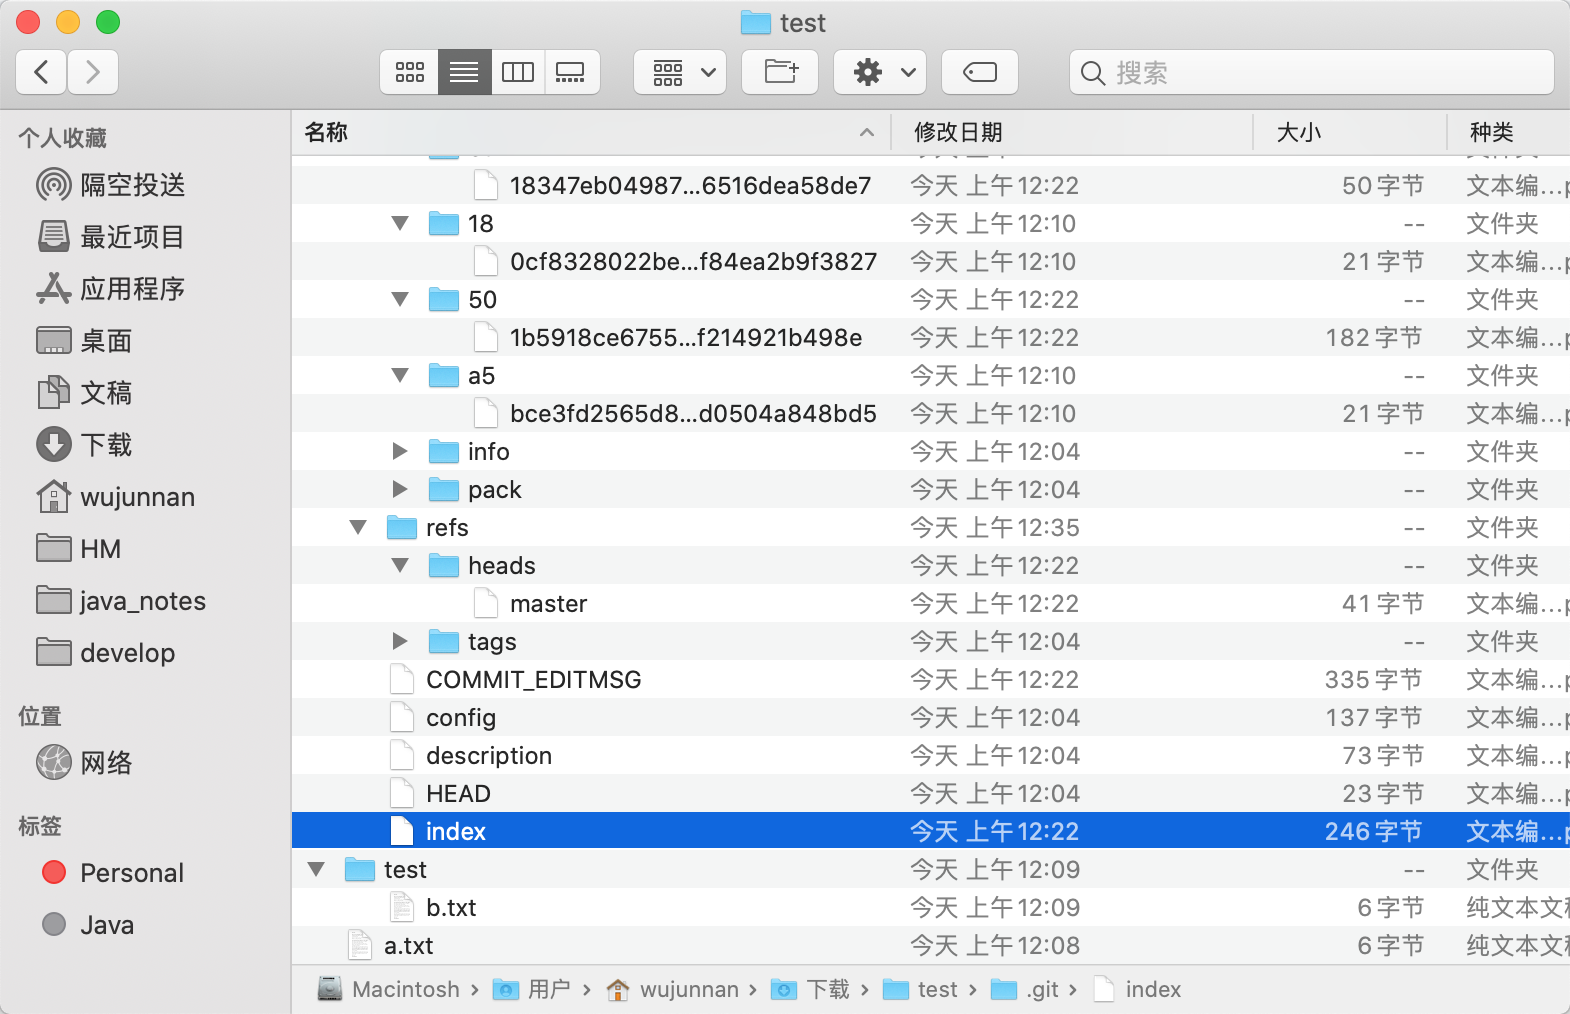 test
搜索
个人收藏
隔空投送
最近项目
应用程序
桌面
文稿
下载
wujunnan
HM
java_notes
develop
位置
网络
标签
Personal
Java
名称 修改日期 大小 种类
18347eb04987...6516dea58de7 今天 上午12:22 50 字节 文本编...
18 今天 上午12:10 -- 文件夹
0cf8328022be...f84ea2b9f3827 今天 上午12:10 21 字节 文本编...
50 今天 上午12:22 -- 文件夹
1b5918ce6755...f214921b498e 今天 上午12:22 182 字节 文本编...
a5 今天 上午12:10 -- 文件夹
bce3fd2565d8...d0504a848bd5 今天 上午12:10 21 字节 文本编...
info 今天 上午12:04 -- 文件夹
pack 今天 上午12:04 -- 文件夹
refs 今天 上午12:35 -- 文件夹
heads 今天 上午12:22 -- 文件夹
master 今天 上午12:22 41 字节 文本编...
tags 今天 上午12:04 -- 文件夹
COMMIT_EDITMSG 今天 上午12:22 335 字节 文本编...
config 今天 上午12:04 137 字节 文本编...
description 今天 上午12:04 73 字节 文本编...
HEAD 今天 上午12:04 23 字节 文本编...
index 今天 上午12:22 246 字节 文本编...
test 今天 上午12:09 -- 文件夹
b.txt 今天 上午12:09 6 字节 纯文本文
a.txt 今天 上午12:08 6 字节 纯文本文
Macintosh › 用户 › wujunnan › 下载 › test › .git › index